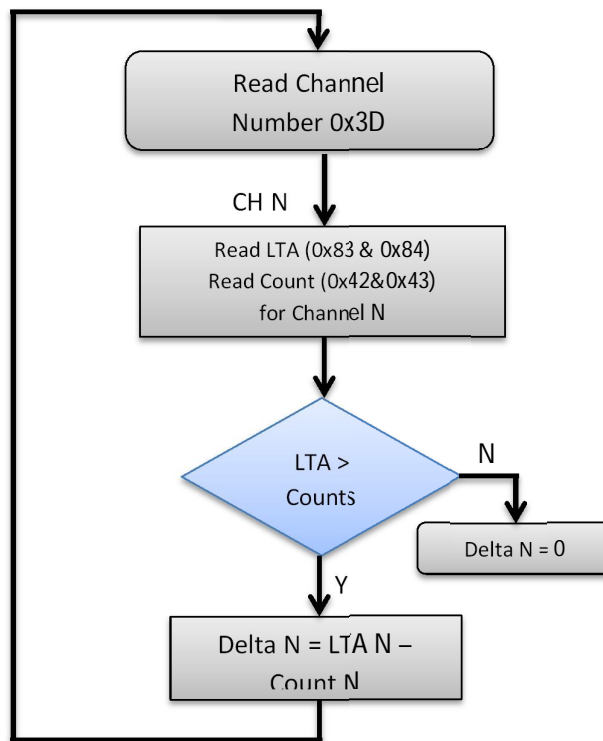 Read Channel
Number 0x3D
CH N
Read LTA (0x83 & 0x84)
Read Count (0x42&0x43)
for Channel N
LTA >
Counts
N
Delta N = 0
Y
Delta N = LTA N –
Count N